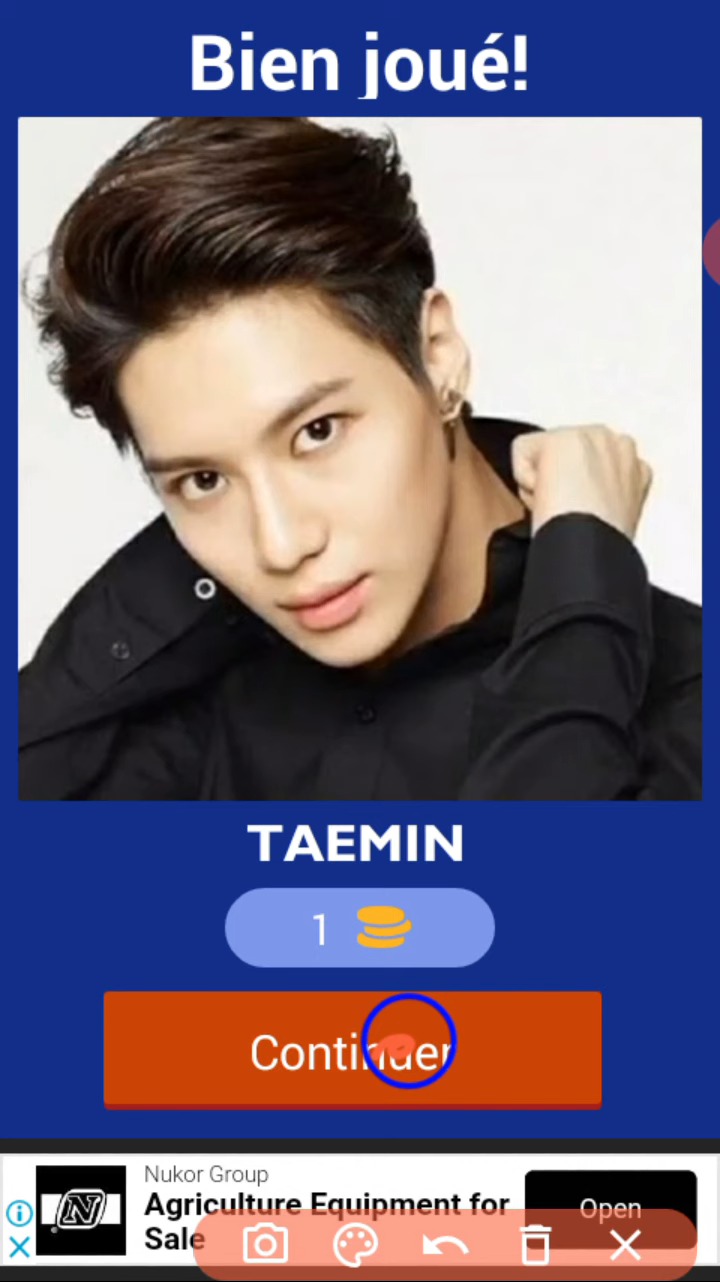 Bien joué!
TAEMIN
1
Continuer
Nukor Group
Agriculture Equipment for
Sale
Open